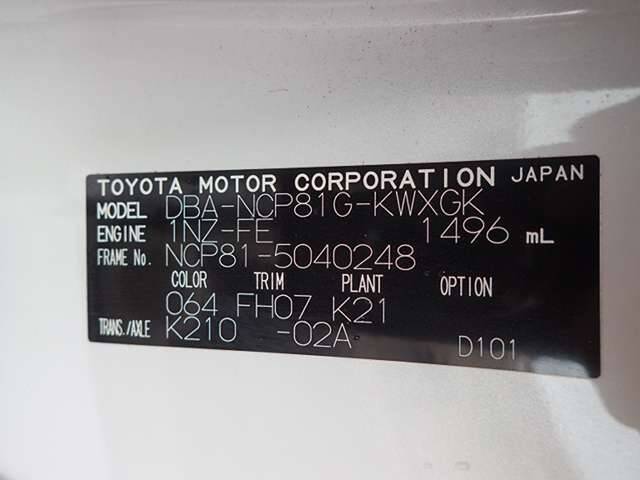 TOYOTA MOTOR CORPORATION JAPAN
MODEL DBA-NCP81G-KWXGK
ENGINE 1NZ-FE 1496 mL
FRAME No. NCP81-5040248
COLOR TRIM PLANT OPTION
064 FH07 K21
TRANS./AXLE K210 -02A
D101